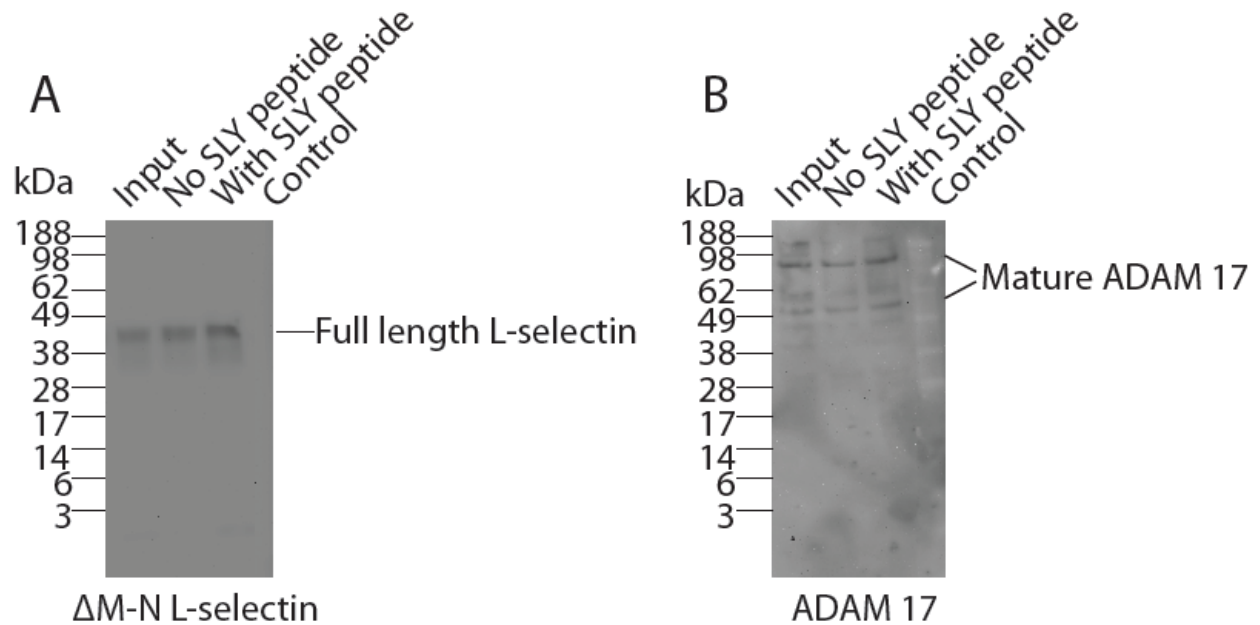 A
kDa
Input
No SLY peptide
With SLY peptide
Control
188
98
62
49
38
28
17
14
6
3
Full length L-selectin
ΔM-N L-selectin
B
kDa
Input
No SLY peptide
With SLY peptide
Control
188
98
62
49
38
28
17
14
6
3
Mature ADAM 17
ADAM 17